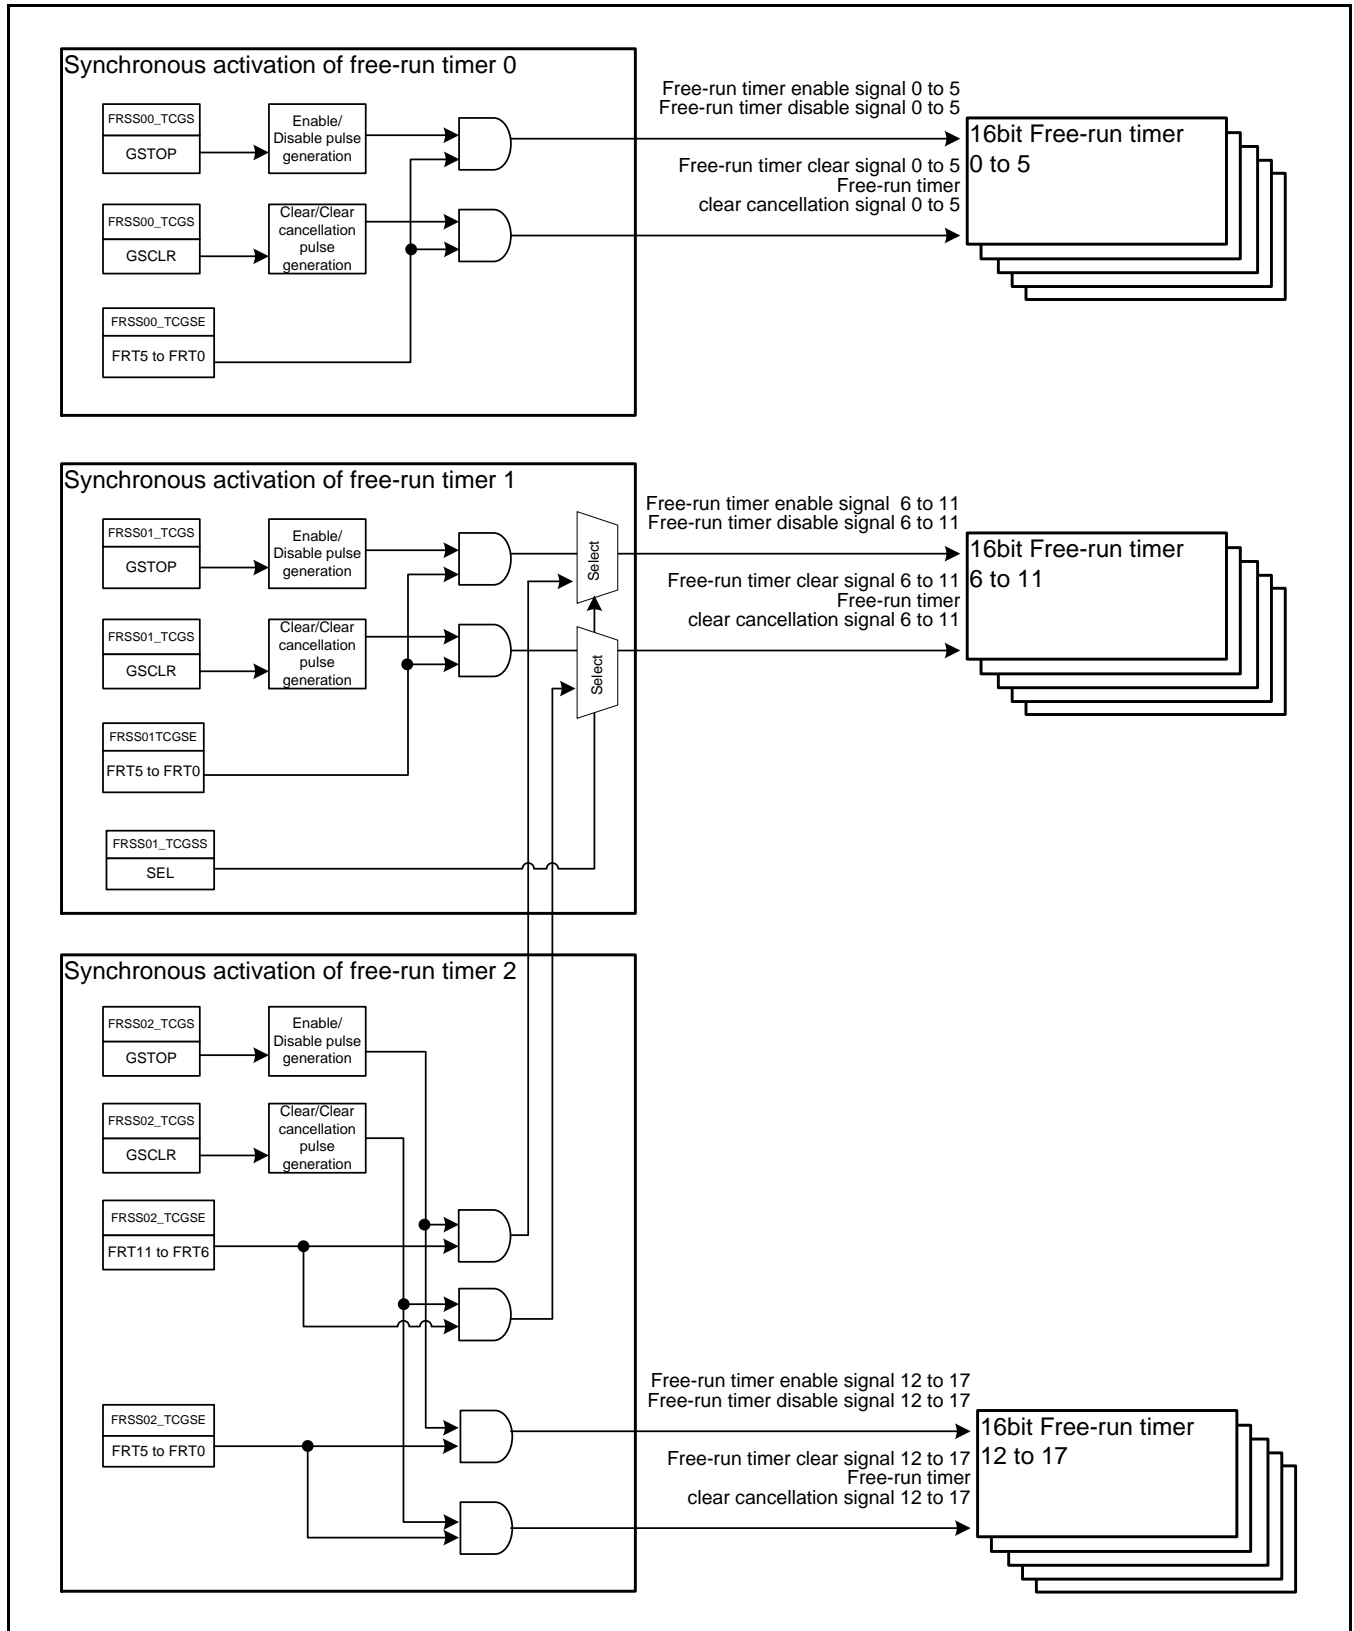 Synchronous activation of free-run timer 0
FRSS00_TCGS
GSTOP
Enable/
Disable pulse
generation
FRSS00_TCGS
GSCLR
Clear/Clear
cancellation
pulse
generation
FRSS00_TCGSE
FRT5 to FRT0
Free-run timer enable signal 0 to 5
Free-run timer disable signal 0 to 5
Free-run timer clear signal 0 to 5
Free-run timer
clear cancellation signal 0 to 5
16bit Free-run timer
0 to 5
Synchronous activation of free-run timer 1
FRSS01_TCGS
GSTOP
Enable/
Disable pulse
generation
FRSS01_TCGS
GSCLR
Clear/Clear
cancellation
pulse
generation
FRSS01TCGSE
FRT5 to FRT0
FRSS01_TCGSS
SEL
Select
Select
Free-run timer enable signal  6 to 11
Free-run timer disable signal 6 to 11
Free-run timer clear signal 6 to 11
Free-run timer
clear cancellation signal 6 to 11
16bit Free-run timer
6 to 11
Synchronous activation of free-run timer 2
FRSS02_TCGS
GSTOP
Enable/
Disable pulse
generation
FRSS02_TCGS
GSCLR
Clear/Clear
cancellation
pulse
generation
FRSS02_TCGSE
FRT11 to FRT6
FRSS02_TCGSE
FRT5 to FRT0
Free-run timer enable signal 12 to 17
Free-run timer disable signal 12 to 17
Free-run timer clear signal 12 to 17
Free-run timer
clear cancellation signal 12 to 17
16bit Free-run timer
12 to 17